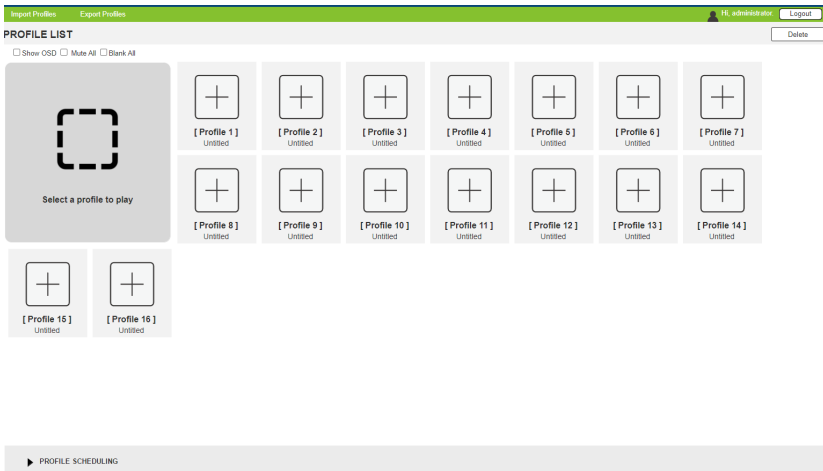 Import Profiles Export Profiles Hi, administrator Logout
PROFILE LIST Delete
Show OSD Mute All Blank All
Select a profile to play
[ Profile 1 ] [ Profile 2 ] [ Profile 3 ] [ Profile 4 ] [ Profile 5 ] [ Profile 6 ] [ Profile 7 ]
Untitled Untitled Untitled Untitled Untitled Untitled Untitled
[ Profile 8 ] [ Profile 9 ] [ Profile 10 ] [ Profile 11 ] [ Profile 12 ] [ Profile 13 ] [ Profile 14 ]
Untitled Untitled Untitled Untitled Untitled Untitled Untitled
[ Profile 15 ] [ Profile 16 ]
Untitled Untitled
PROFILE SCHEDULING